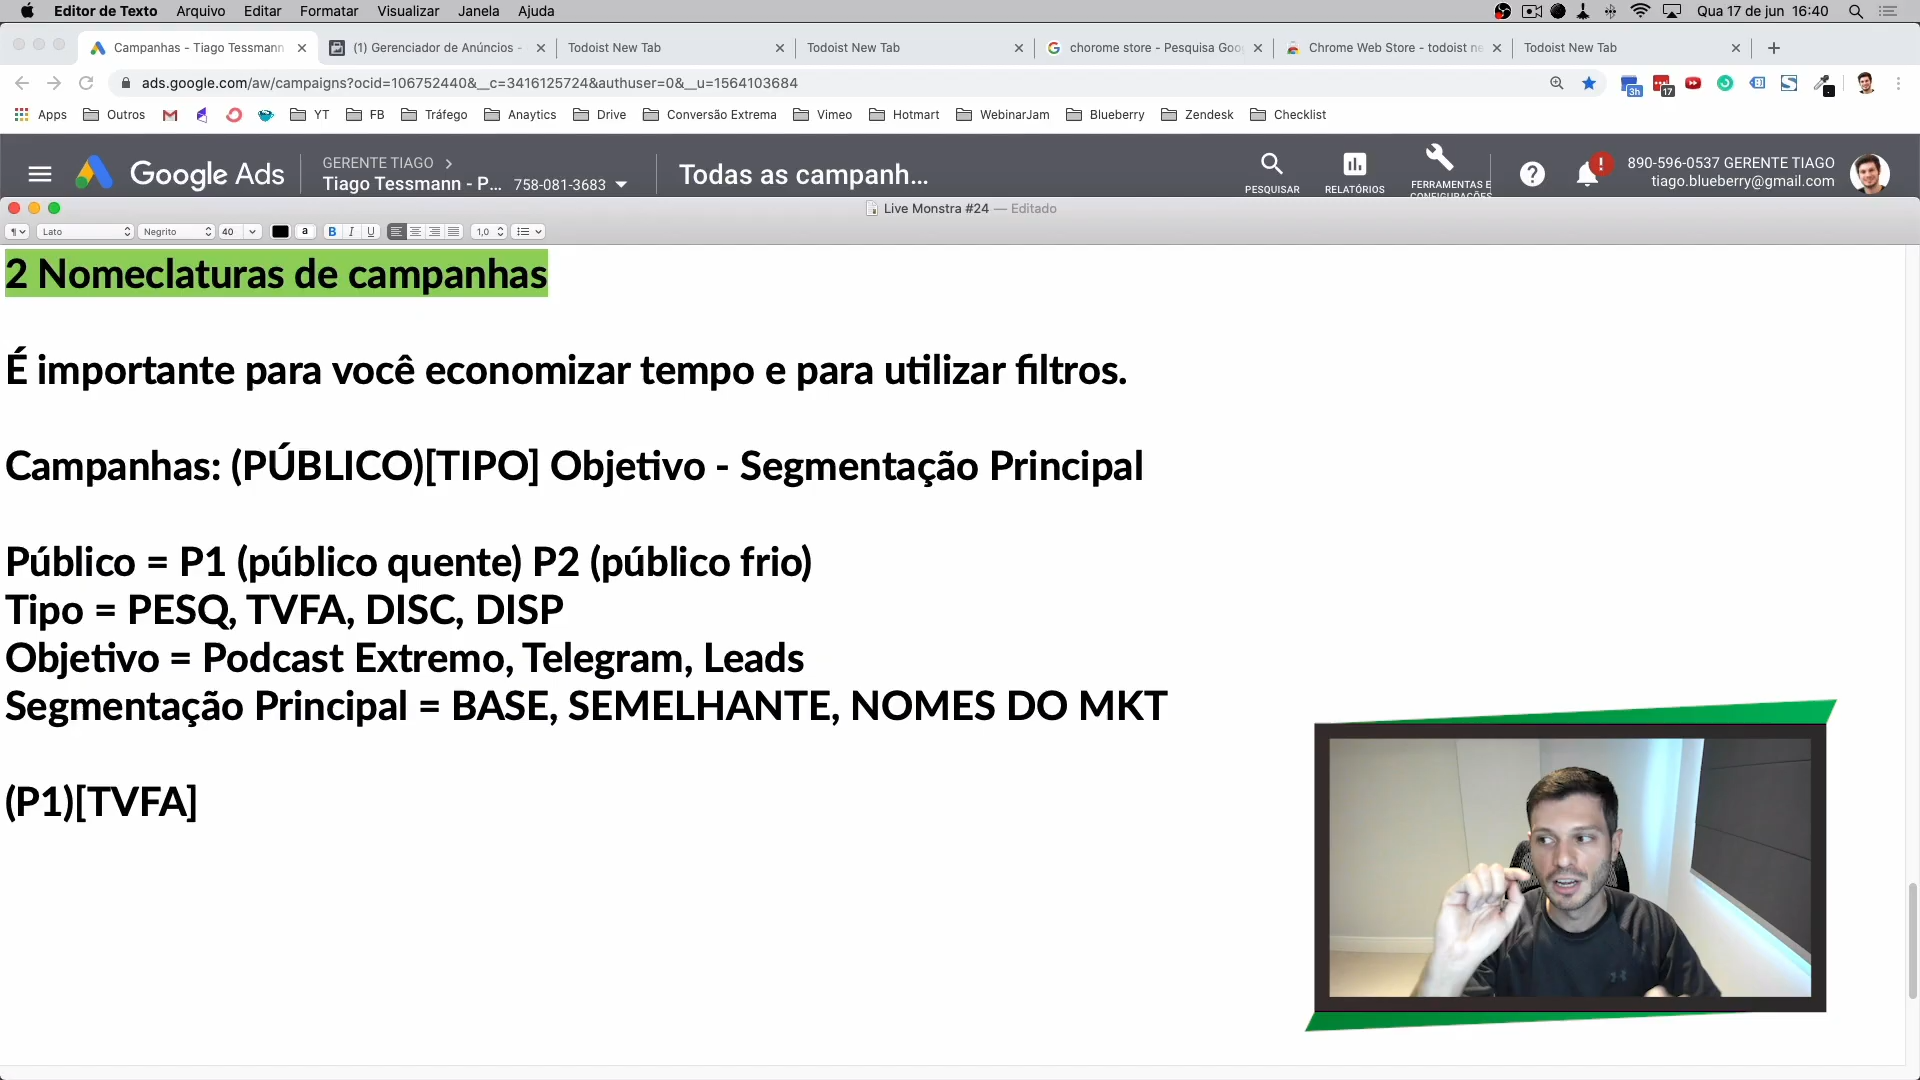 Editor de Texto Arquivo Editar Formatar Visualizar Janela Ajuda Qua 17 de jun 16:40
Campanhas - Tiago Tessmann (1) Gerenciador de Anúncios - Todoist New Tab Todoist New Tab chorome store - Pesquisa Goo Chrome Web Store - todoist ne Todoist New Tab
ads.google.com/aw/campaigns?ocid=106752440&__c=3416125724&authuser=0&__u=1564103684 3h 17
Apps Outros YT FB Tráfego Anaytics Drive Conversão Extrema Vimeo Hotmart WebinarJam Blueberry Zendesk Checklist
GERENTE TIAGO >
Google Ads Tiago Tessmann - P... 758-081-3683 Todas as campanh...
PESQUISAR RELATÓRIOS FERRAMENTAS E CONFIGURAÇÕES
890-596-0537 GERENTE TIAGO
tiago.blueberry@gmail.com
Live Monstra #24 — Editado
Lato Negrito 40 a B I U 1,0
2 Nomeclaturas de campanhas
É importante para você economizar tempo e para utilizar filtros.
Campanhas: (PÚBLICO)[TIPO] Objetivo - Segmentação Principal
Público = P1 (público quente) P2 (público frio)
Tipo = PESQ, TVFA, DISC, DISP
Objetivo = Podcast Extremo, Telegram, Leads
Segmentação Principal = BASE, SEMELHANTE, NOMES DO MKT
(P1)[TVFA]